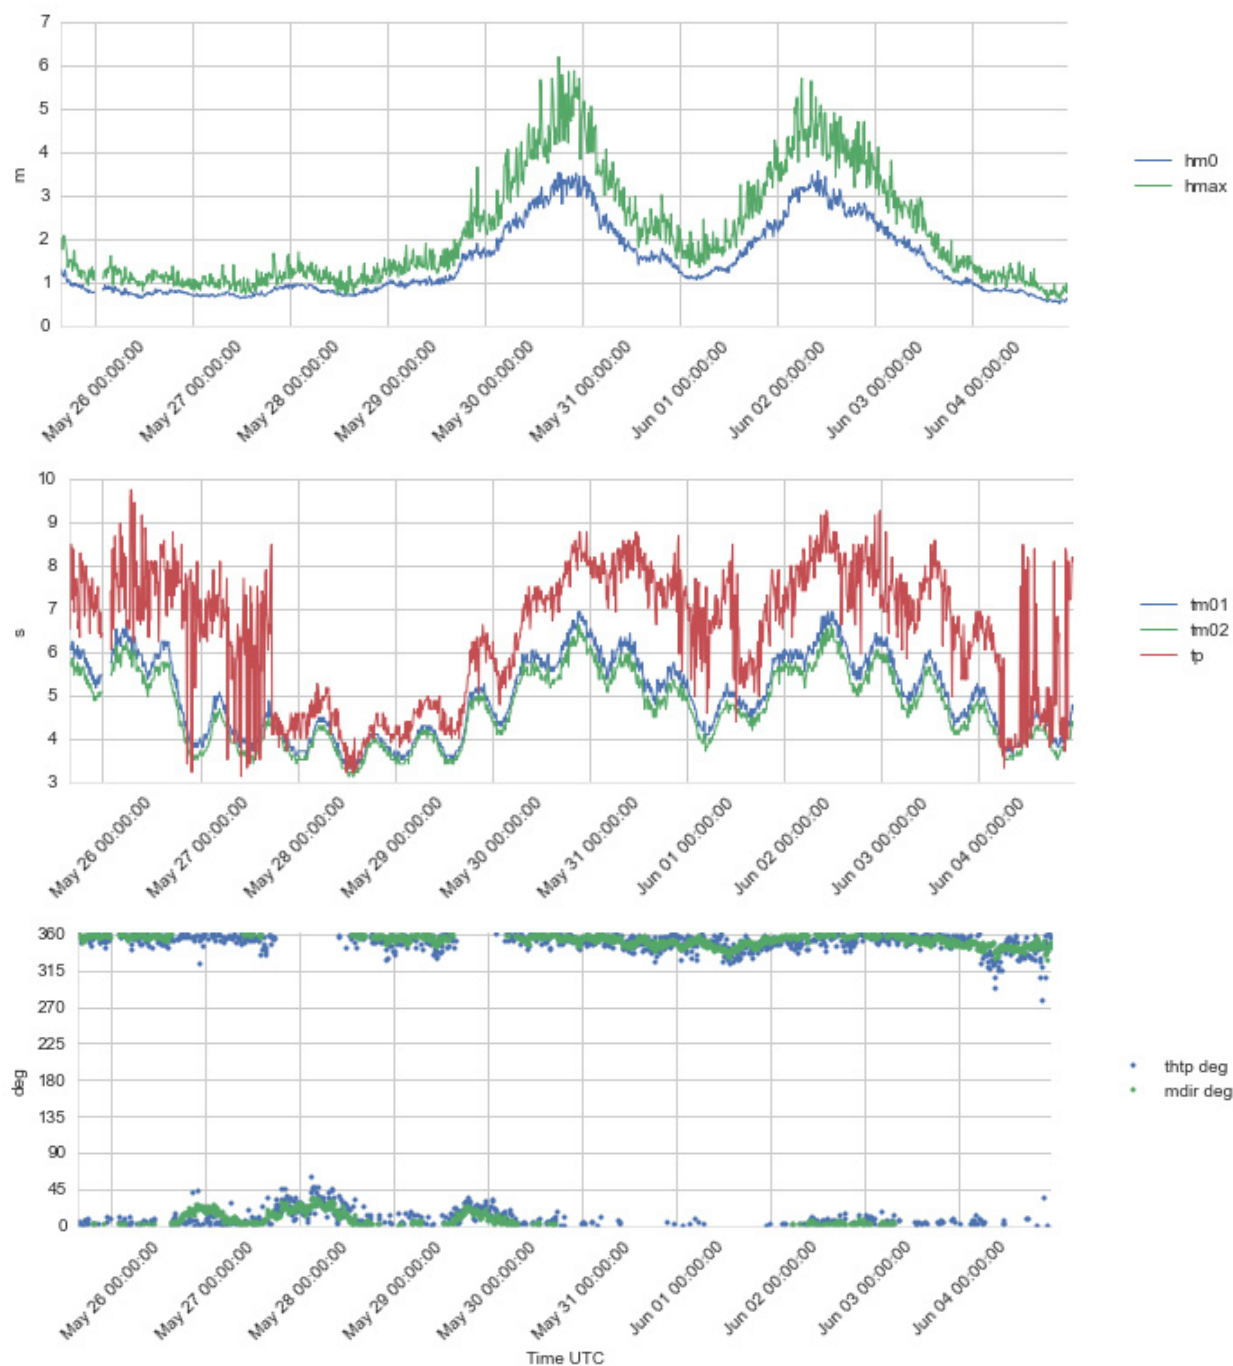 7
6
5
4
3
2
1
0
m
hm0
hmax
May 26 00:00:00
May 27 00:00:00
May 28 00:00:00
May 29 00:00:00
May 30 00:00:00
May 31 00:00:00
Jun 01 00:00:00
Jun 02 00:00:00
Jun 03 00:00:00
Jun 04 00:00:00
10
9
8
7
6
5
4
3
s
tm01
tm02
tp
May 26 00:00:00
May 27 00:00:00
May 28 00:00:00
May 29 00:00:00
May 30 00:00:00
May 31 00:00:00
Jun 01 00:00:00
Jun 02 00:00:00
Jun 03 00:00:00
Jun 04 00:00:00
360
315
270
225
180
135
90
45
0
deg
thtp deg
mdir deg
May 26 00:00:00
May 27 00:00:00
May 28 00:00:00
May 29 00:00:00
May 30 00:00:00
May 31 00:00:00
Jun 01 00:00:00
Jun 02 00:00:00
Jun 03 00:00:00
Jun 04 00:00:00
Time UTC